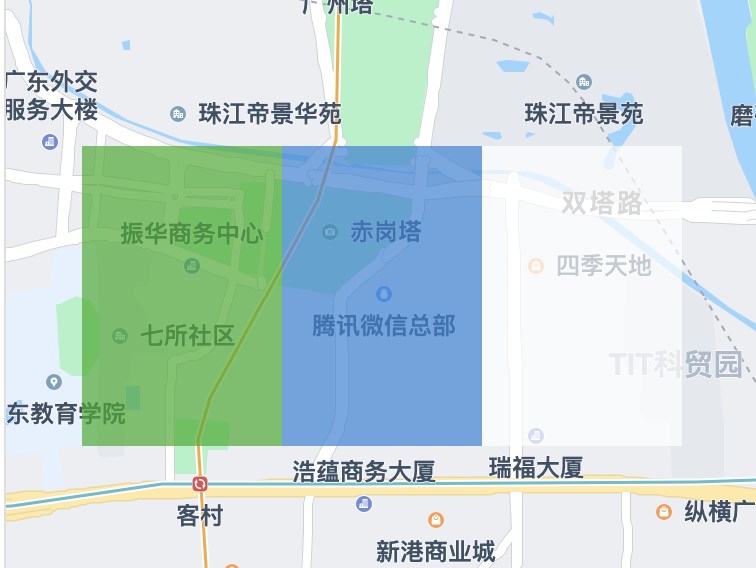 广州塔
广东外交
服务大楼
珠江帝景华苑
珠江帝景苑
磨
双塔路
振华商务中心
赤岗塔
四季天地
腾讯微信总部
七所社区
TIT科贸园
东教育学院
浩蕴商务大厦
瑞福大厦
客村
纵横广
新港商业城